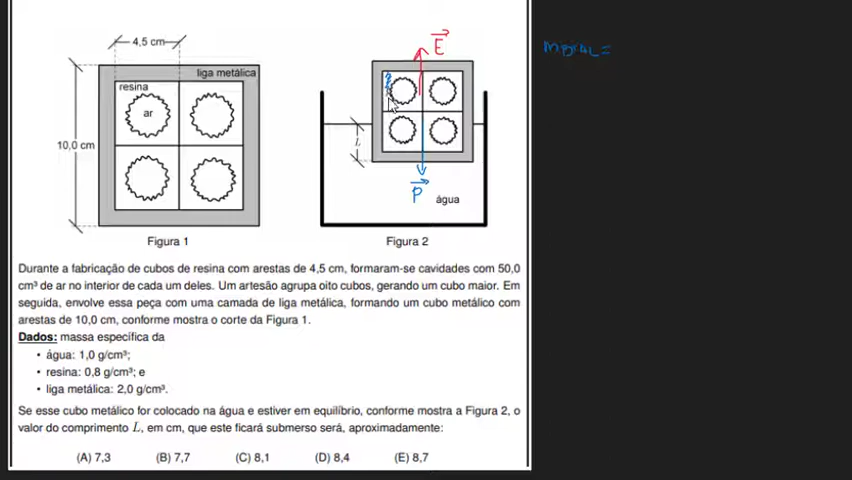 4,5 cm
resina
liga metálica
ar
10,0 cm
Figura 1
E
L
P
água
Figura 2
Durante a fabricação de cubos de resina com arestas de 4,5 cm, formaram-se cavidades com 50,0
cm³ de ar no interior de cada um deles. Um artesão agrupa oito cubos, gerando um cubo maior. Em
seguida, envolve essa peça com uma camada de liga metálica, formando um cubo metálico com
arestas de 10,0 cm, conforme mostra o corte da Figura 1.
Dados: massa específica da
• água: 1,0 g/cm³;
• resina: 0,8 g/cm³; e
• liga metálica: 2,0 g/cm³.
Se esse cubo metálico for colocado na água e estiver em equilíbrio, conforme mostra a Figura 2, o
valor do comprimento L, em cm, que este ficará submerso será, aproximadamente:
(A) 7,3 (B) 7,7 (C) 8,1 (D) 8,4 (E) 8,7